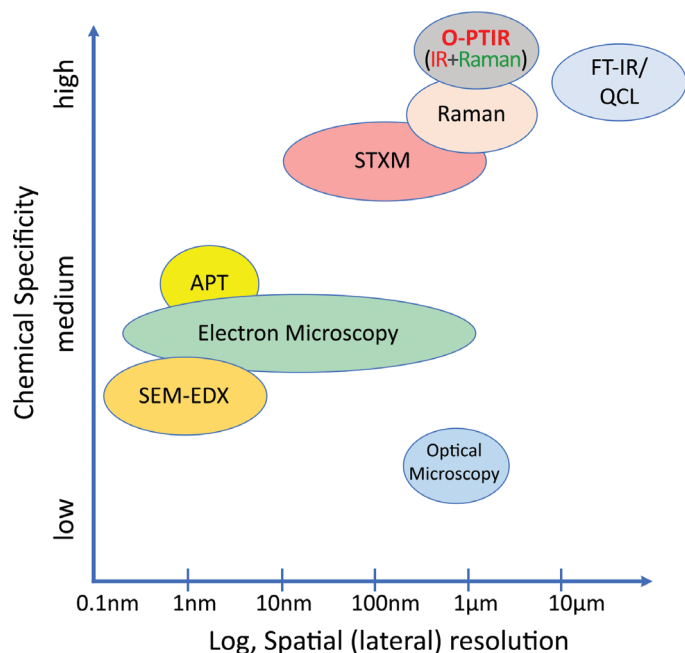 O-PTIR
(IR+Raman)
FT-IR/
QCL
Raman
STXM
APT
Electron Microscopy
SEM-EDX
Optical
Microscopy
high
medium
low
Chemical Specificity
0.1nm
1nm
10nm
100nm
1µm
10µm
Log, Spatial (lateral) resolution